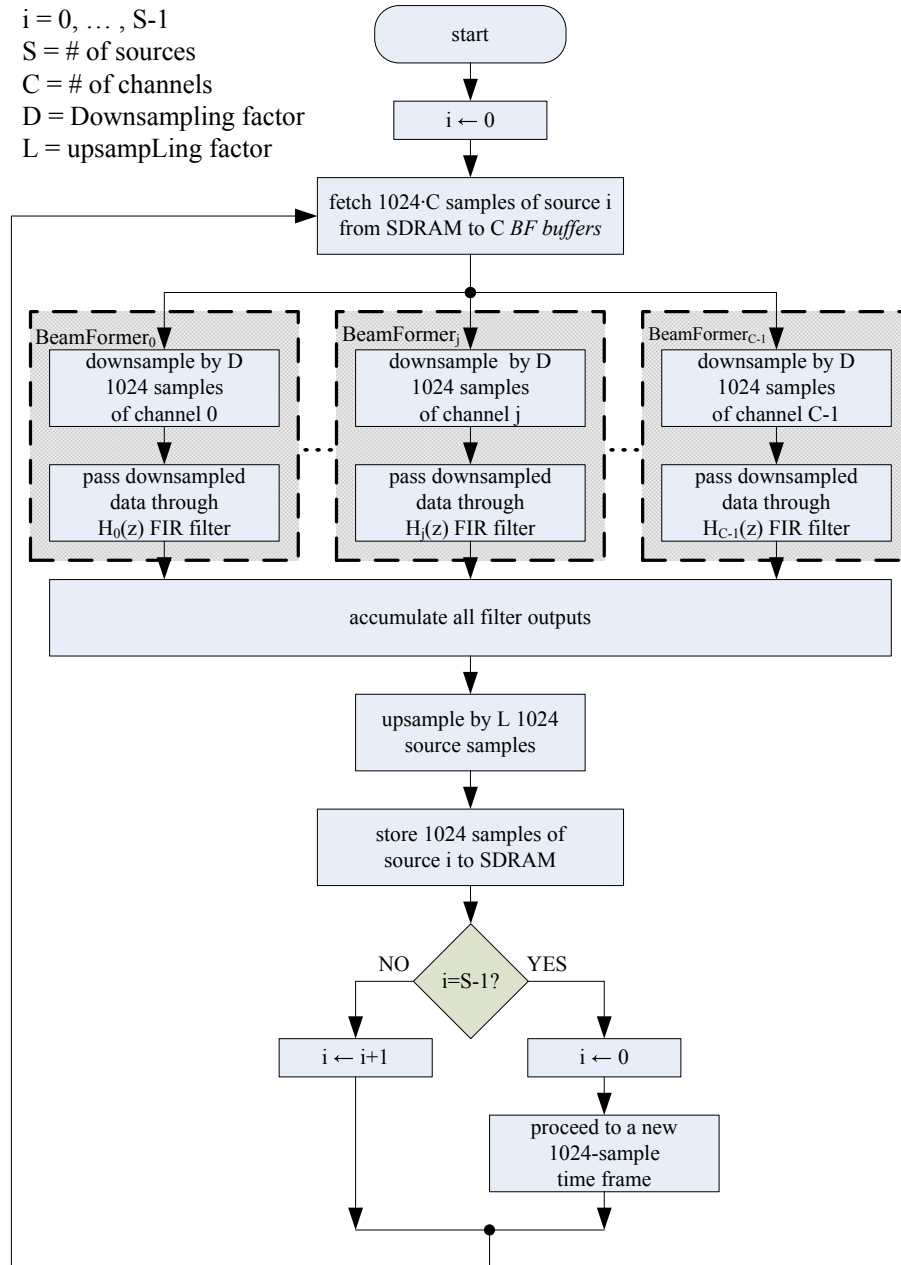 i = 0, … , S-1
S = # of sources
C = # of channels
D = Downsampling factor
L = upsampLing factor
start
i ← 0
fetch 1024·C samples of source i
from SDRAM to C BF buffers
BeamFormer₀
downsample by D
1024 samples
of channel 0
pass downsampled
data through
H₀(z) FIR filter
BeamFormerⱼ
downsample by D
1024 samples
of channel j
pass downsampled
data through
Hⱼ(z) FIR filter
BeamFormer_C-1
downsample by D
1024 samples
of channel C-1
pass downsampled
data through
H_C-1(z) FIR filter
accumulate all filter outputs
upsample by L 1024
source samples
store 1024 samples of
source i to SDRAM
i=S-1?
NO
YES
i ← i+1
i ← 0
proceed to a new
1024-sample
time frame